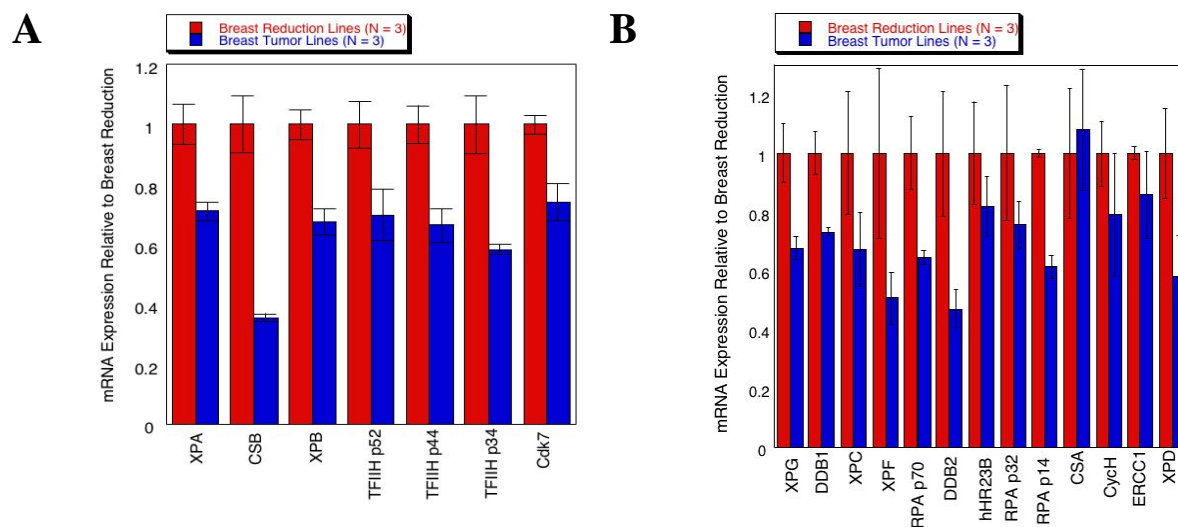 A
Breast Reduction Lines (N = 3)
Breast Tumor Lines (N = 3)
mRNA Expression Relative to Breast Reduction
1.2
1
0.8
0.6
0.4
0.2
0
XPA
CSB
XPB
TFIIH p52
TFIIH p44
TFIIH p34
Cdk7
B
Breast Reduction Lines (N = 3)
Breast Tumor Lines (N = 3)
mRNA Expression Relative to Breast Reduction
1.2
1
0.8
0.6
0.4
0.2
0
XPG
DDB1
XPC
XPF
RPA p70
DDB2
hHR23B
RPA p32
RPA p14
CSA
CycH
ERCC1
XPD